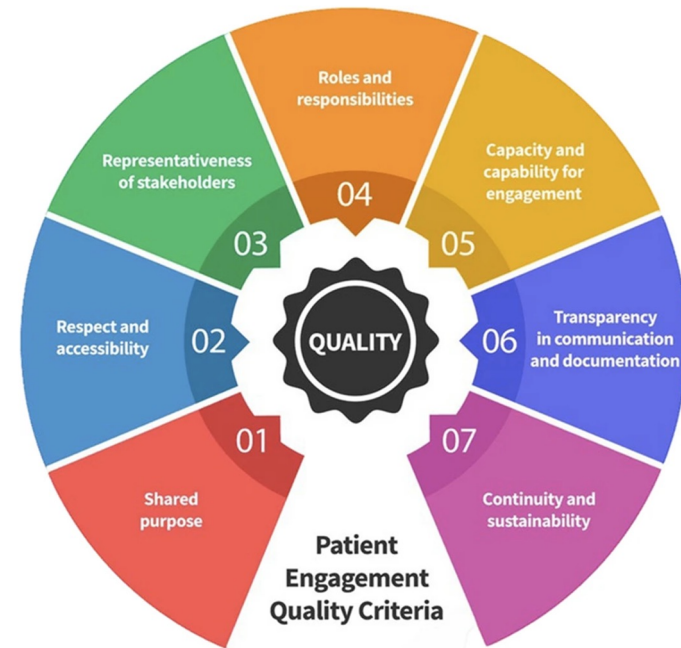 01
Shared
purpose
02
Respect and
accessibility
03
Representativeness
of stakeholders
04
Roles and
responsibilities
05
Capacity and
capability for
engagement
06
Transparency
in communication
and documentation
07
Continuity and
sustainability
QUALITY
Patient
Engagement
Quality Criteria